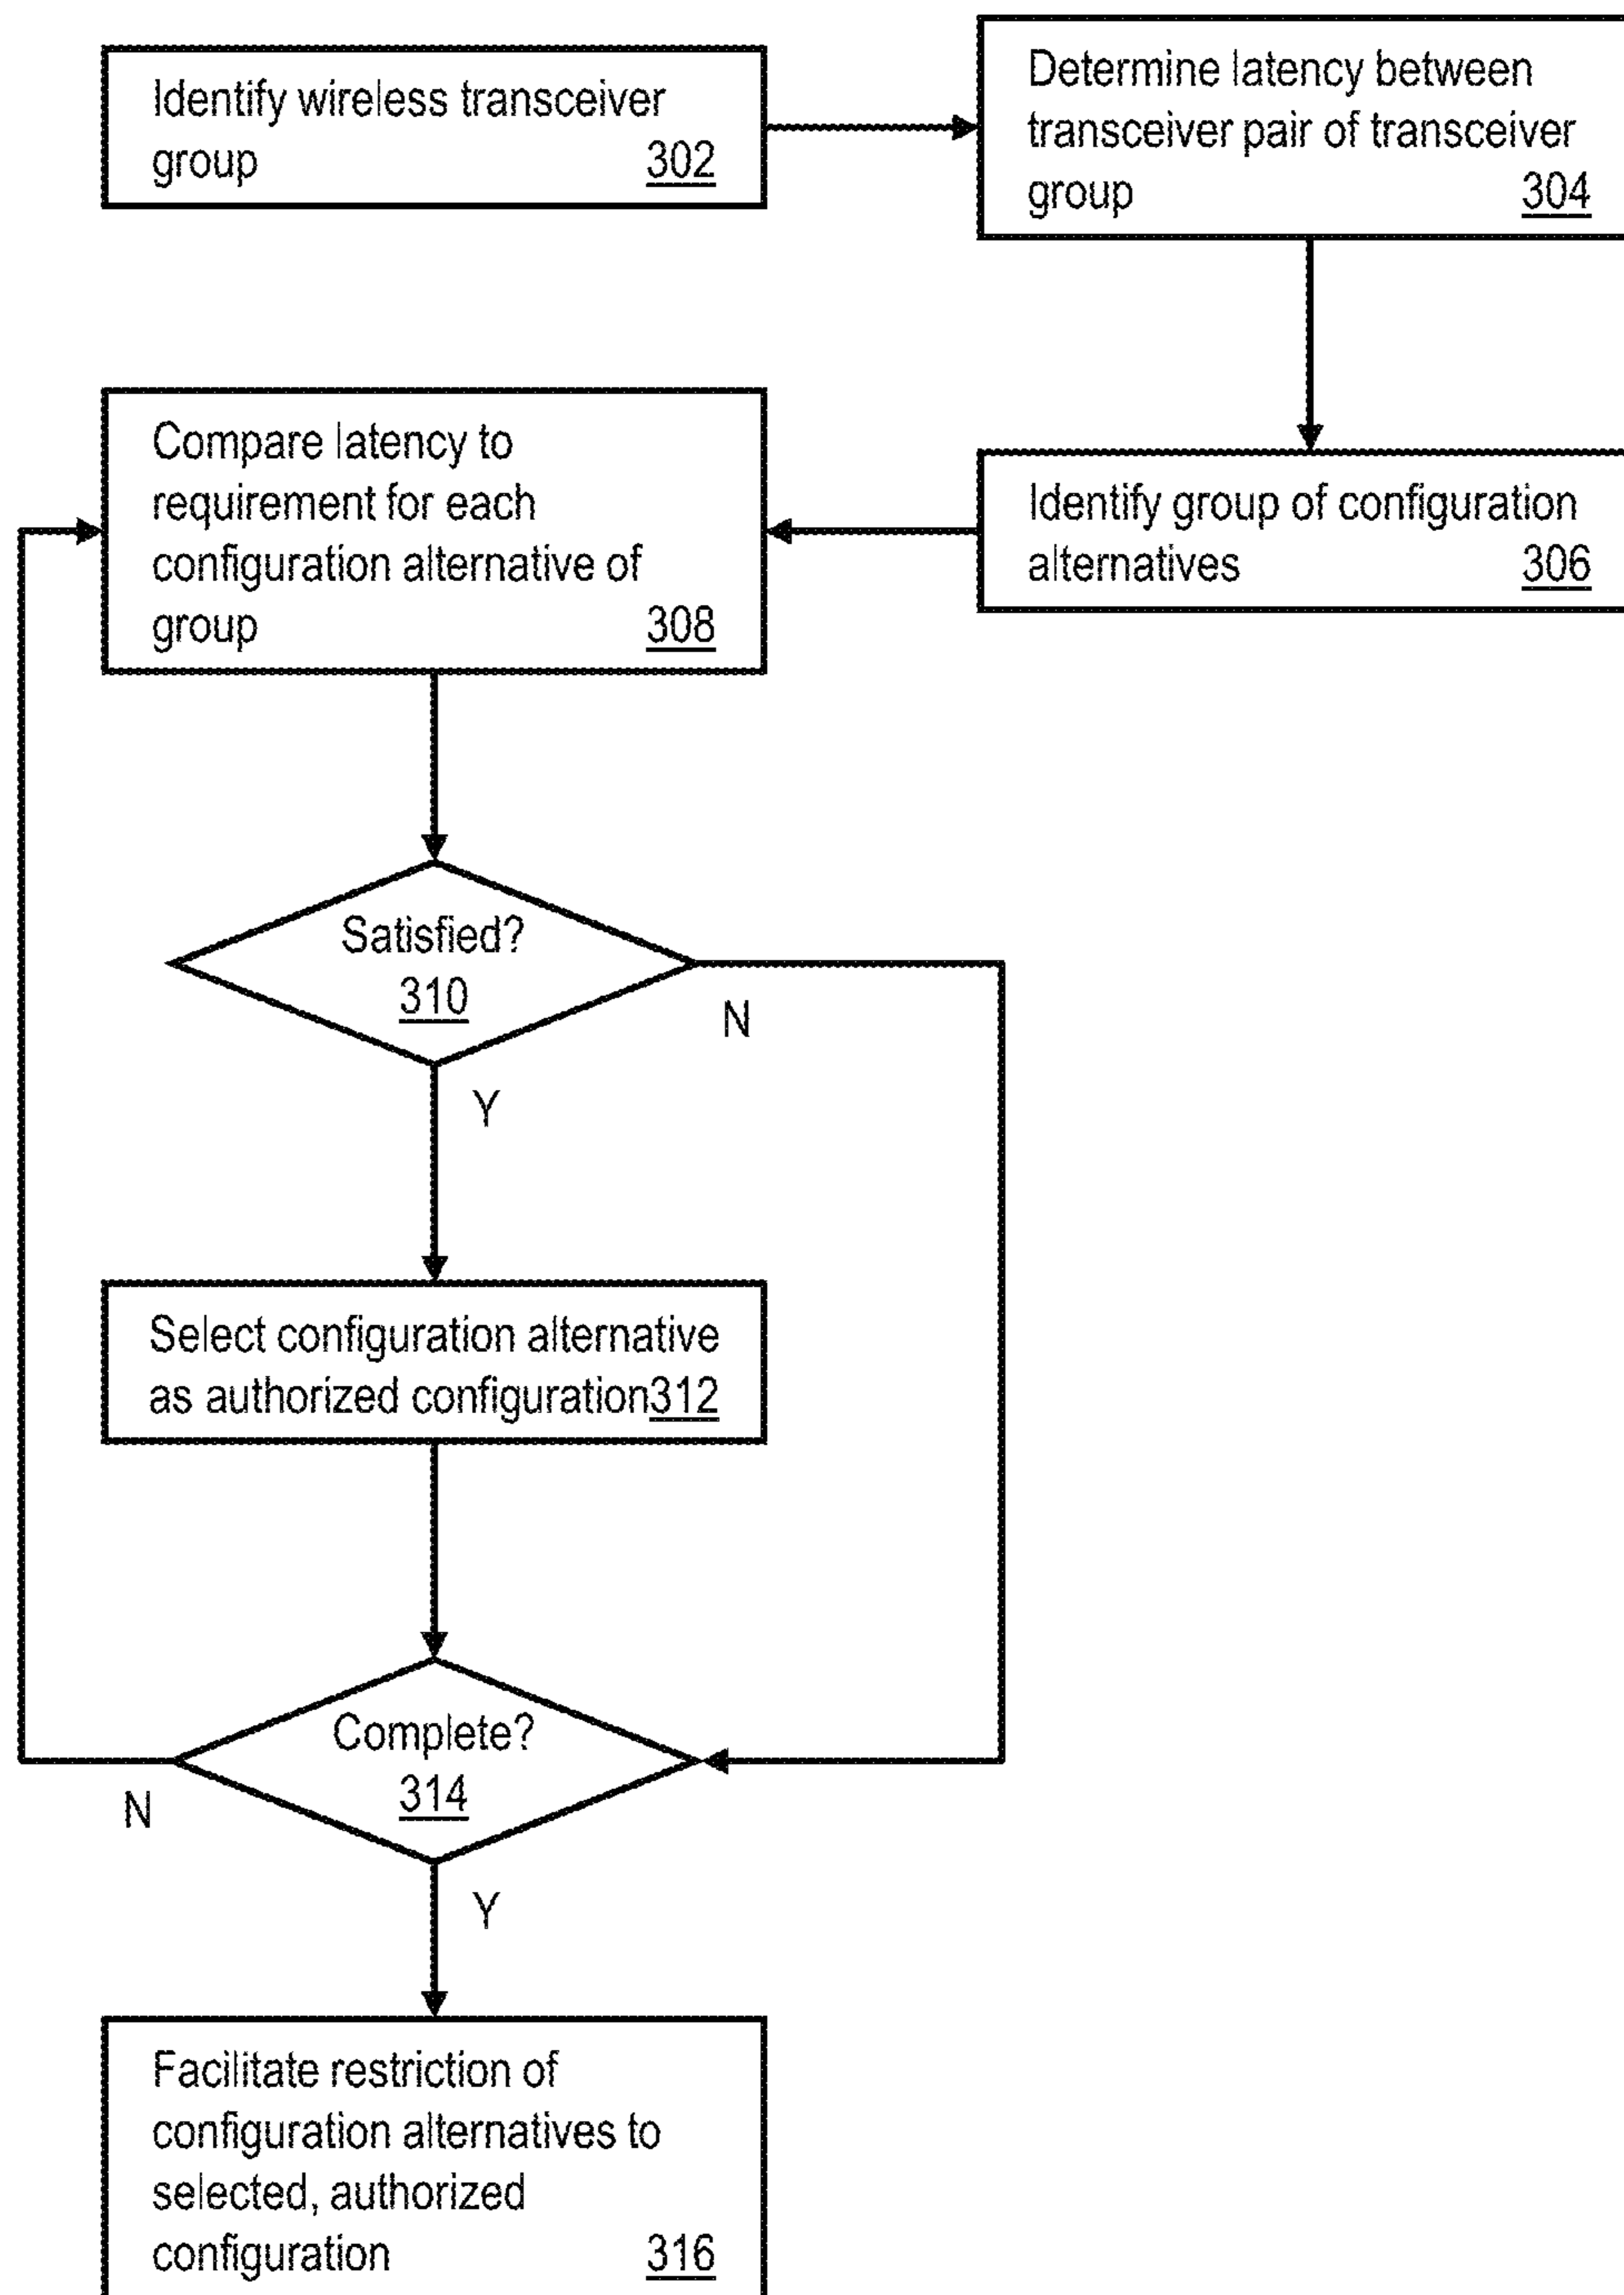 Identify wireless transceiver
group 302
Determine latency between
transceiver pair of transceiver
group 304
Identify group of configuration
alternatives 306
Compare latency to
requirement for each
configuration alternative of
group 308
Satisfied?
310
N
Y
Select configuration alternative
as authorized configuration312
Complete?
314
N
Y
Facilitate restriction of
configuration alternatives to
selected, authorized
configuration 316